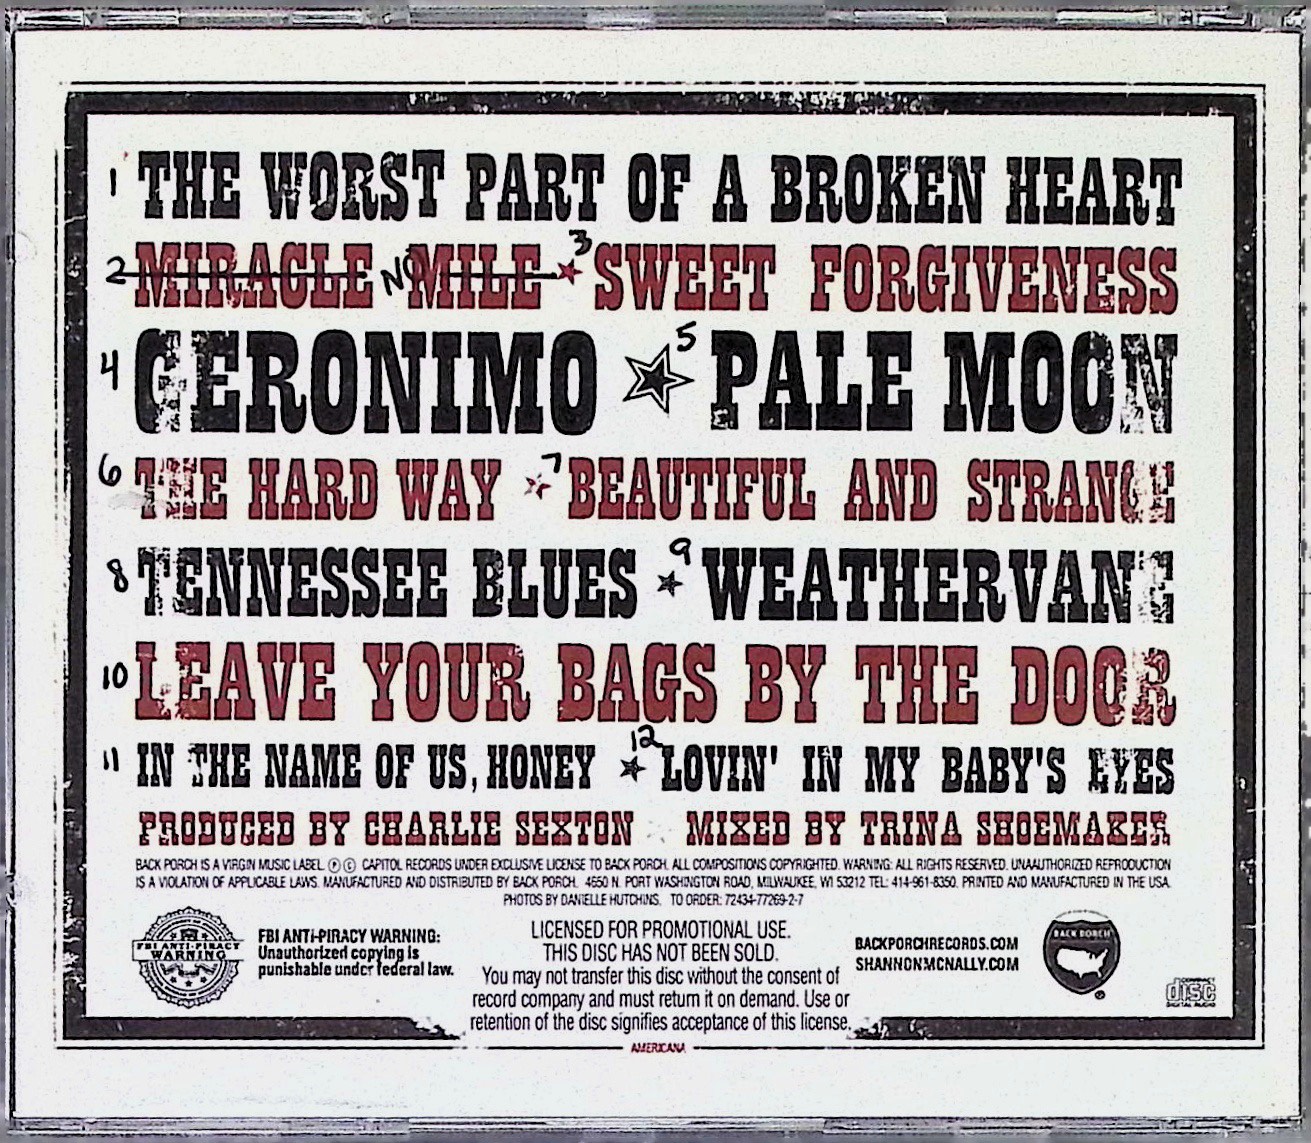 1 THE WORST PART OF A BROKEN HEART
2 MIRACLE NO MILE ★ 3 SWEET FORGIVENESS
4 GERONIMO ★ 5 PALE MOON
6 THE HARD WAY ★ 7 BEAUTIFUL AND STRANGE
8 TENNESSEE BLUES ★ 9 WEATHERVANE
10 LEAVE YOUR BAGS BY THE DOOR
11 IN THE NAME OF US, HONEY ★ 12 LOVIN' IN MY BABY'S EYES
PRODUCED BY CHARLIE SEXTON MIXED BY TRINA SHOEMAKER
BACK PORCH IS A VIRGIN MUSIC LABEL. Ⓟ Ⓒ CAPITOL RECORDS UNDER EXCLUSIVE LICENSE TO BACK PORCH. ALL COMPOSITIONS COPYRIGHTED. WARNING: ALL RIGHTS RESERVED. UNAUTHORIZED REPRODUCTION
IS A VIOLATION OF APPLICABLE LAWS. MANUFACTURED AND DISTRIBUTED BY BACK PORCH. 4650 N. PORT WASHINGTON ROAD, MILWAUKEE, WI 53212 TEL: 414-961-8350. PRINTED AND MANUFACTURED IN THE USA.
PHOTOS BY DANIELLE HUTCHINS. TO ORDER: 72434-77269-2-7
FBI ANTI-PIRACY
WARNING
FBI ANTI-PIRACY WARNING:
Unauthorized copying is
punishable under federal law.
LICENSED FOR PROMOTIONAL USE.
THIS DISC HAS NOT BEEN SOLD.
You may not transfer this disc without the consent of
record company and must return it on demand. Use or
retention of the disc signifies acceptance of this license.
BACKPORCHRECORDS.COM
SHANNONMCNALLY.COM
BACK PORCH
®
COMPACT
disc
DIGITAL AUDIO
AMERICANA